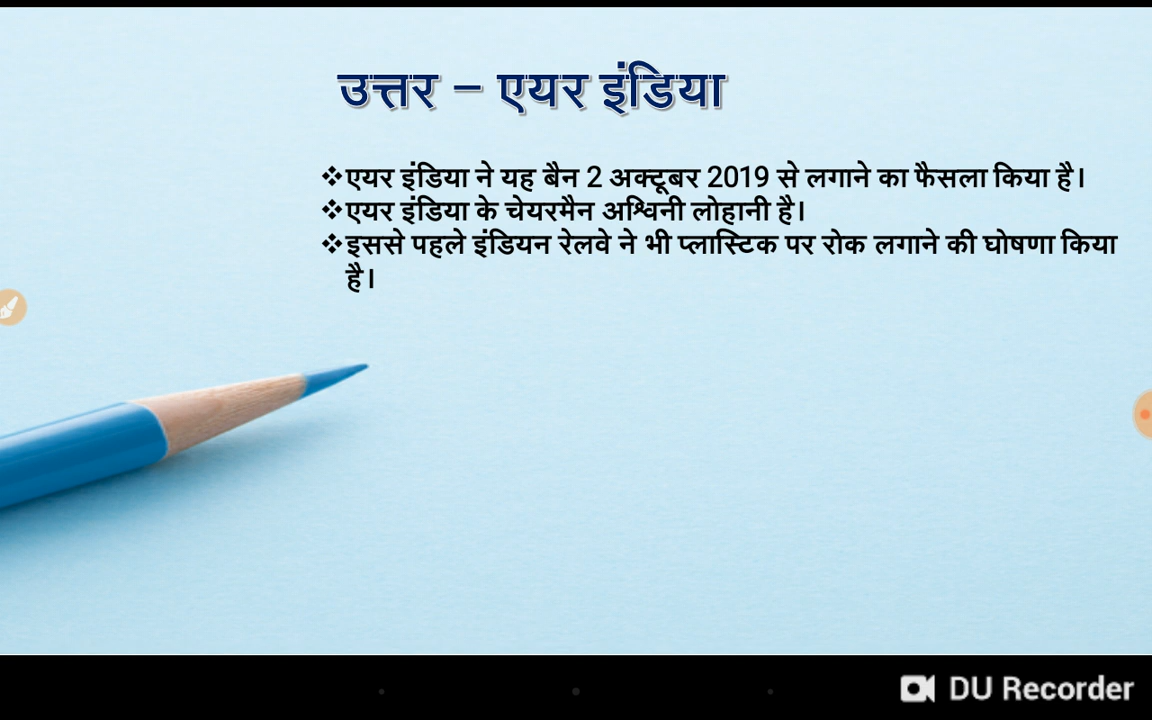 उत्तर – एयर इंडिया
❖एयर इंडिया ने यह बैन 2 अक्टूबर 2019 से लगाने का फैसला किया है।
❖एयर इंडिया के चेयरमैन अश्विनी लोहानी है।
❖इससे पहले इंडियन रेलवे ने भी प्लास्टिक पर रोक लगाने की घोषणा किया
है।
DU Recorder